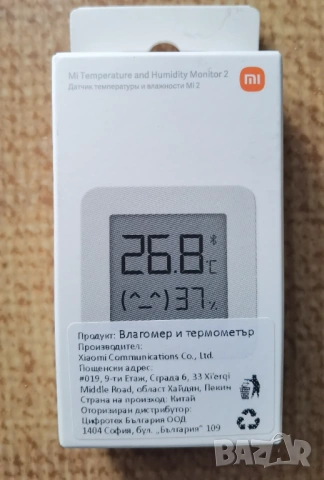 Mi Temperature and Humidity Monitor 2
Датчик температуры и влажности MI 2
mi
26.8 °C
(^_^) 37 %
Продукт: Влагомер и термометър
Производител:
Xiaomi Communications Co., Ltd.
Пощенски адрес:
#019, 9-ти Етаж, Сграда 6, 33 Xi'erqi
Middle Road, област Хайдян, Пекин
Страна на произход: Китай
Оторизиран дистрибутор:
Цифротек България ООД
1404 София, бул. „България" 109
BAZAR